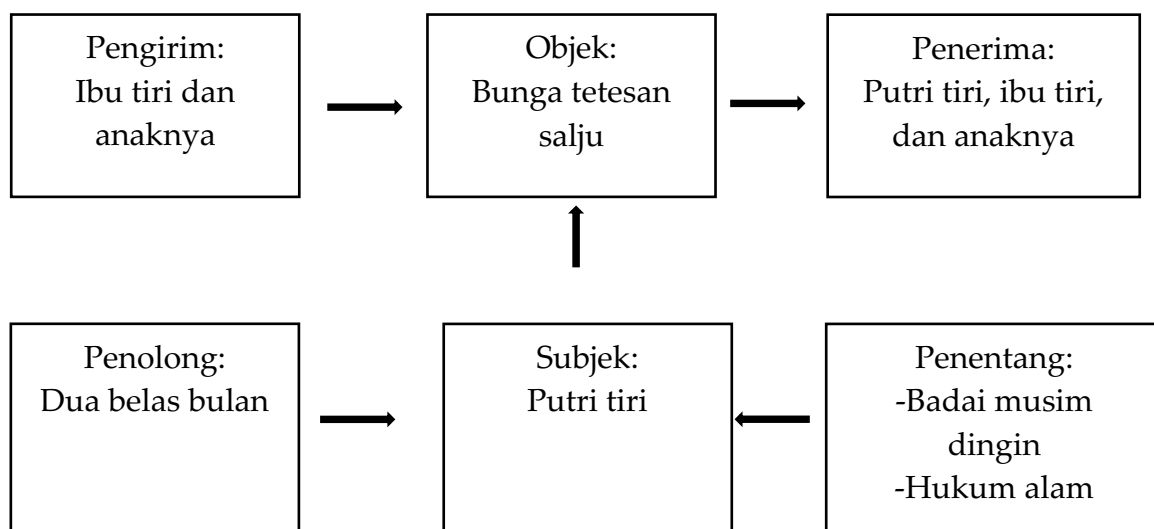 Pengirim:
Ibu tiri dan
anaknya
Objek:
Bunga tetesan
salju
Penerima:
Putri tiri, ibu tiri,
dan anaknya
Penolong:
Dua belas bulan
Subjek:
Putri tiri
Penentang:
-Badai musim
dingin
-Hukum alam